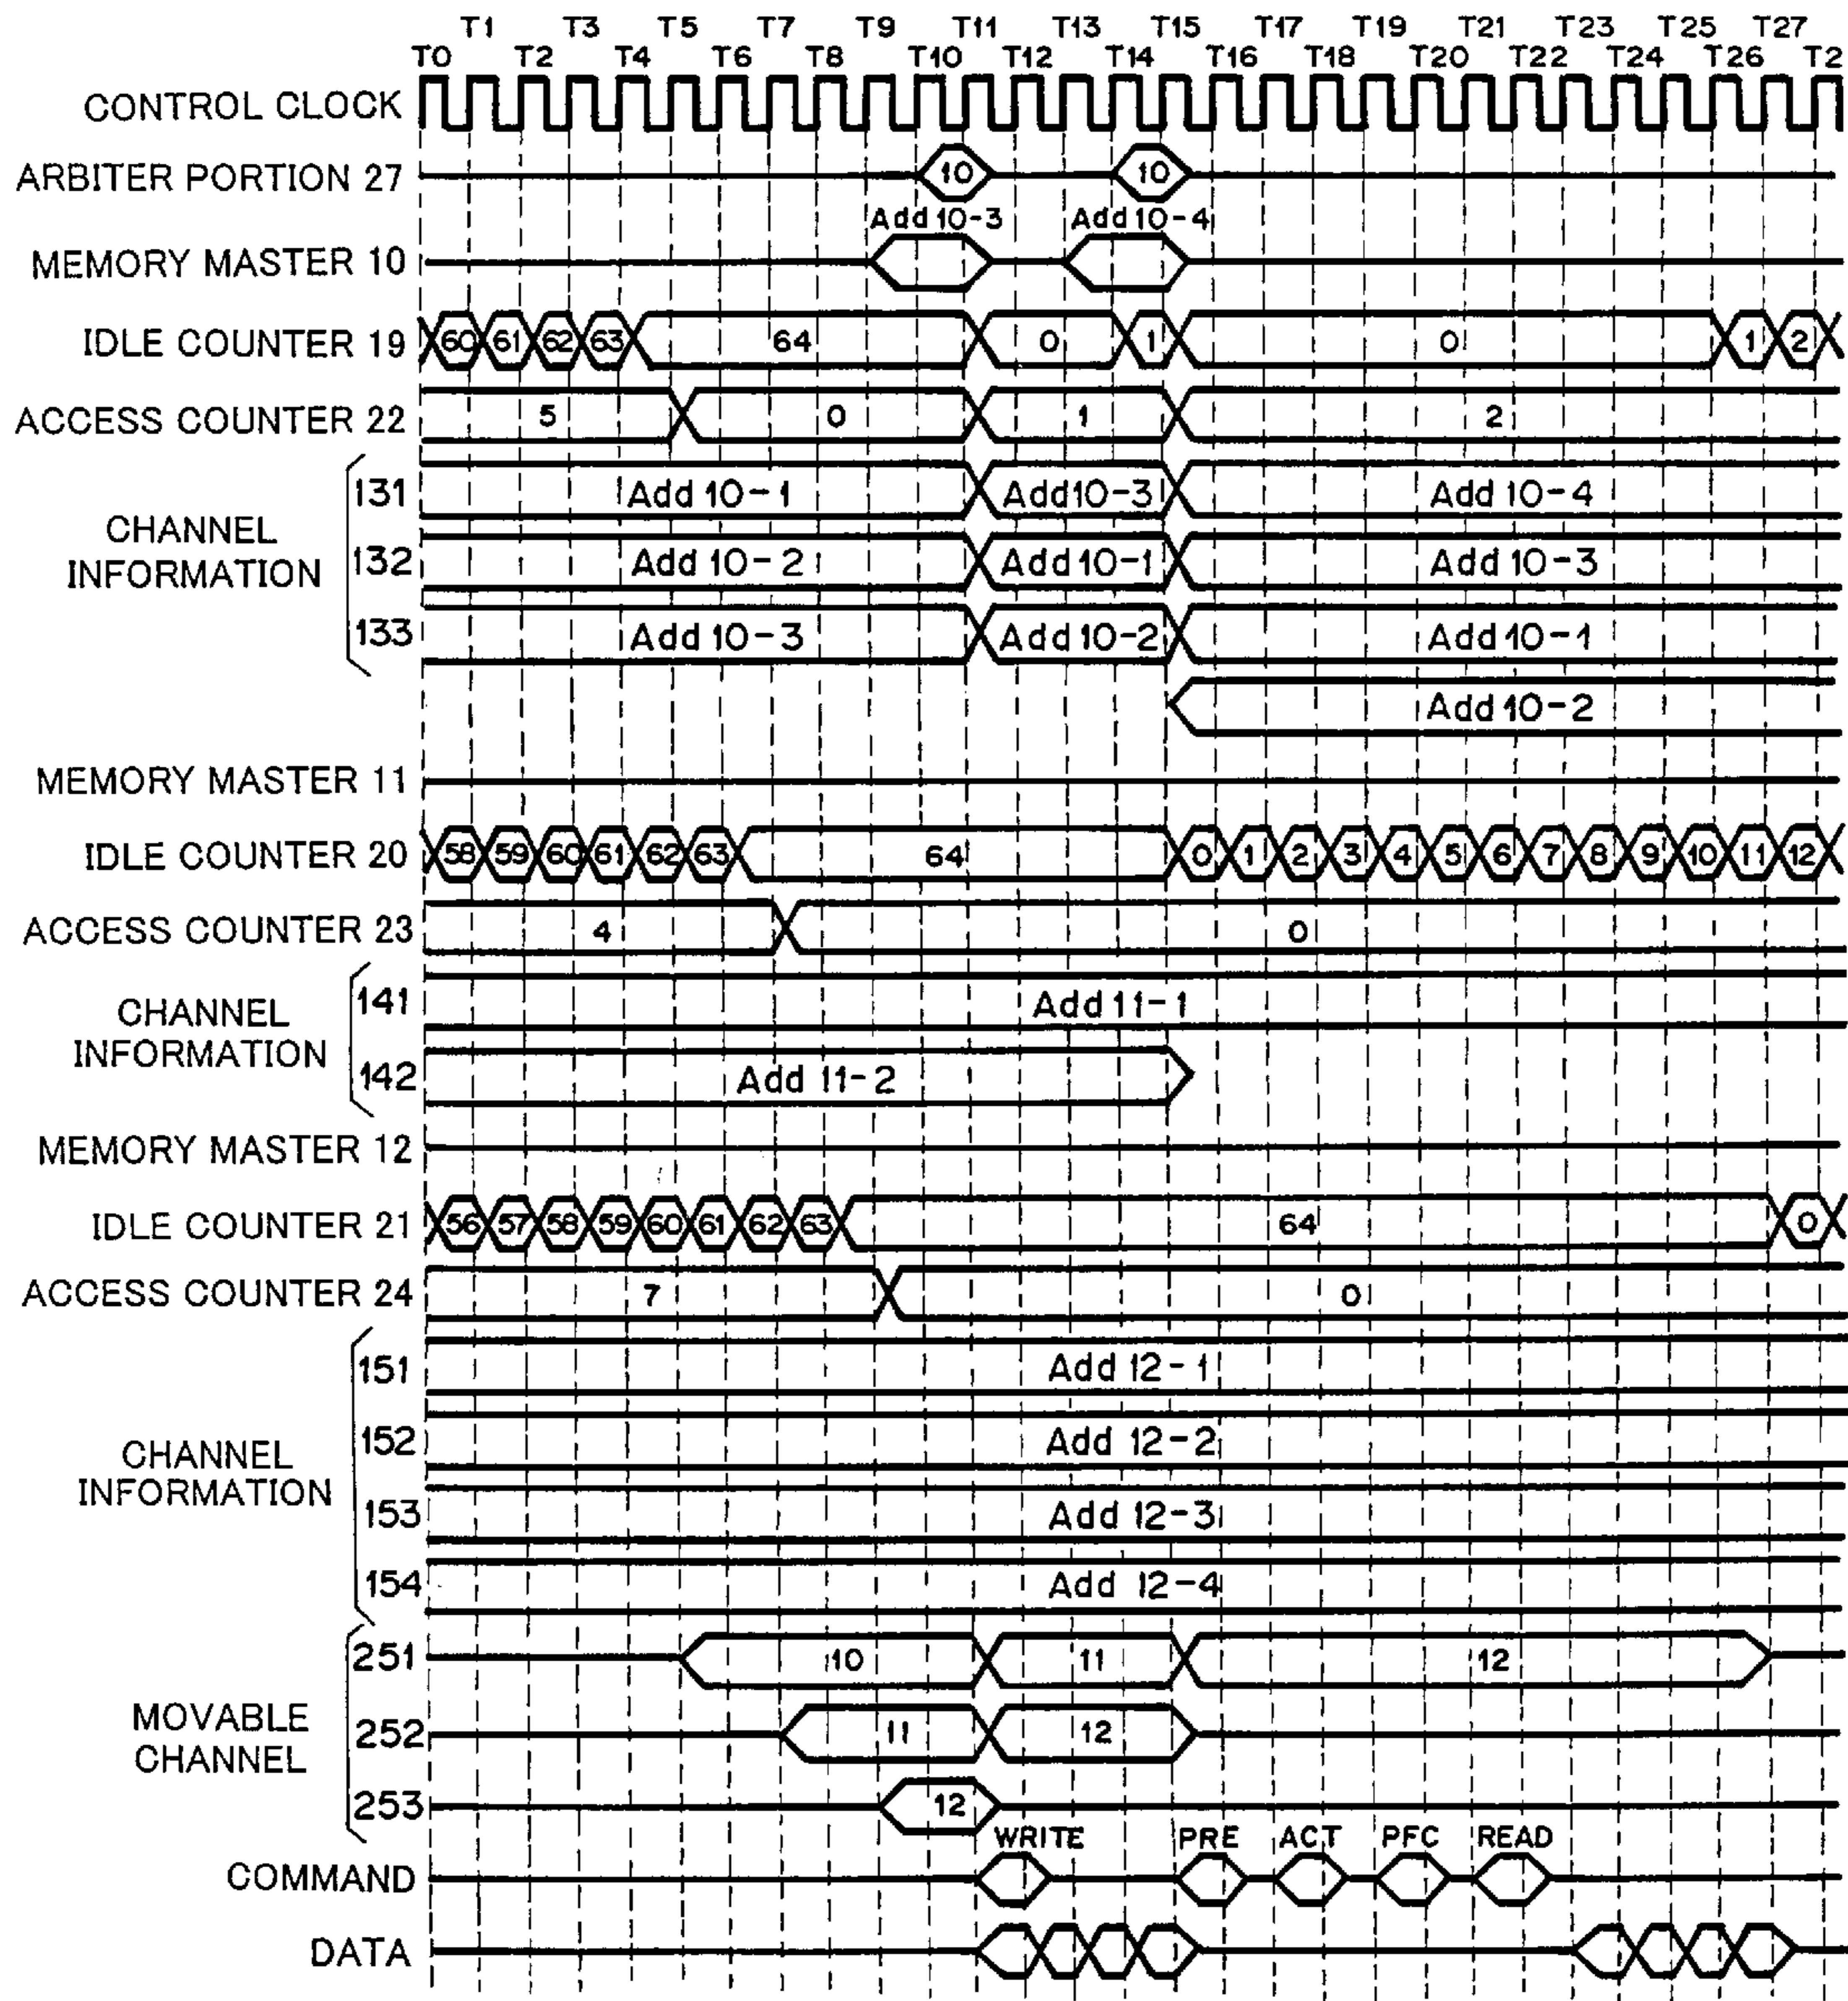 T1 T3 T5 T7 T9 T11 T13 T15 T17 T19 T21 T23 T25 T27
T0 T2 T4 T6 T8 T10 T12 T14 T16 T18 T20 T22 T24 T26 T2
CONTROL CLOCK
ARBITER PORTION 27 10 10
Add 10-3 Add 10-4
MEMORY MASTER 10
IDLE COUNTER 19 60 61 62 63 64 0 1 0 1 2
ACCESS COUNTER 22 5 0 1 2
131 Add 10-1 Add 10-3 Add 10-4
CHANNEL
INFORMATION
132 Add 10-2 Add 10-1 Add 10-3
133 Add 10-3 Add 10-2 Add 10-1
Add 10-2
MEMORY MASTER 11
IDLE COUNTER 20 58 59 60 61 62 63 64 0 1 2 3 4 5 6 7 8 9 10 11 12
ACCESS COUNTER 23 4 0
141 Add 11-1
CHANNEL
INFORMATION
142 Add 11-2
MEMORY MASTER 12
IDLE COUNTER 21 56 57 58 59 60 61 62 63 64 0
ACCESS COUNTER 24 7 0
151 Add 12-1
152 Add 12-2
CHANNEL
INFORMATION
153 Add 12-3
154 Add 12-4
251 10 11 12
MOVABLE
CHANNEL
252 11 12
253 12
WRITE PRE ACT PFC READ
COMMAND
DATA